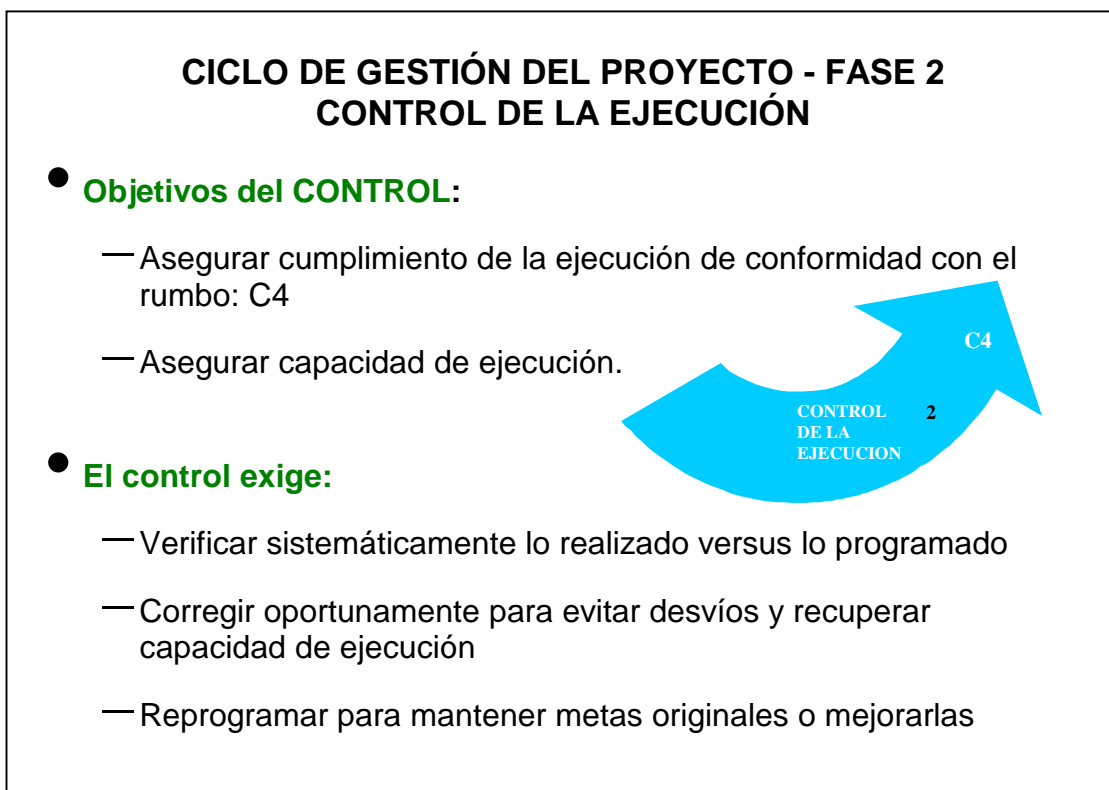 CICLO DE GESTIÓN DEL PROYECTO - FASE 2
CONTROL DE LA EJECUCIÓN
● Objetivos del CONTROL:
— Asegurar cumplimiento de la ejecución de conformidad con el
rumbo: C4
— Asegurar capacidad de ejecución.
C4
CONTROL 2
DE LA
EJECUCION
● El control exige:
— Verificar sistemáticamente lo realizado versus lo programado
— Corregir oportunamente para evitar desvíos y recuperar
capacidad de ejecución
— Reprogramar para mantener metas originales o mejorarlas